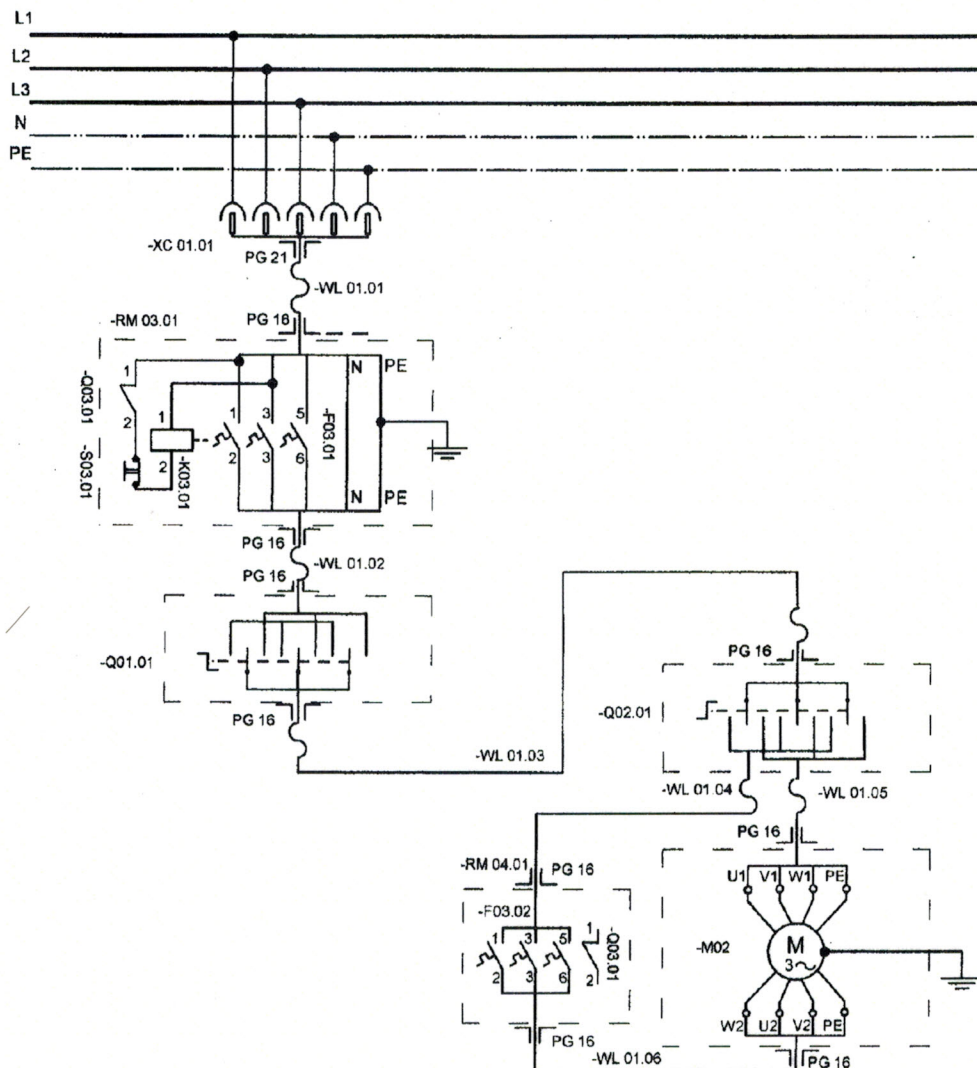 L1
L2
L3
N
PE
-XC 01.01
PG 21
-WL 01.01
PG 16
-RM 03.01
-Q03.01
1
2
-S03.01
1
2
-K03.01
1
2
3
3
5
6
-F03.01
N
PE
N
PE
PG 16
-WL 01.02
PG 16
-Q01.01
PG 16
-WL 01.03
PG 16
-Q02.01
-WL 01.04
-WL 01.05
PG 16
-RM 04.01
PG 16
-F03.02
1
2
3
3
5
6
1
2
-Q03.01
PG 16
-WL 01.06
U1
V1
W1
PE
-M02
M
3~
W2
U2
V2
PE
PG 16